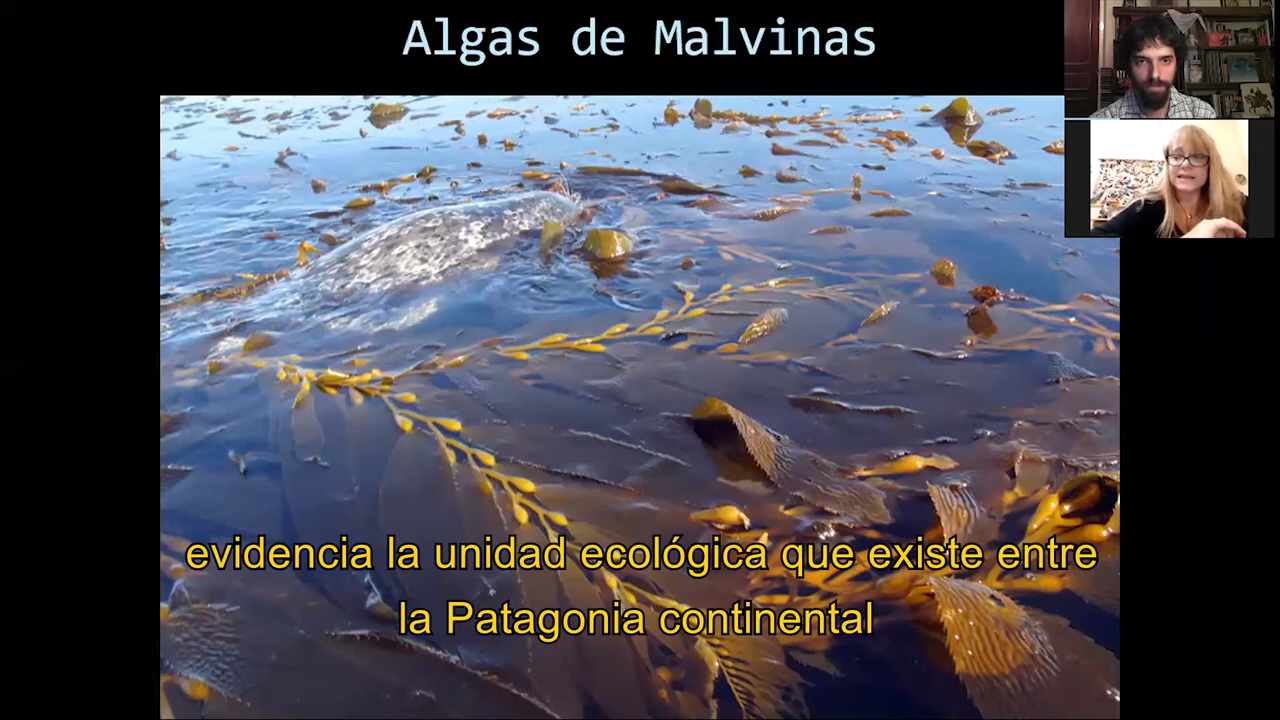 Algas de Malvinas
evidencia la unidad ecológica que existe entre
la Patagonia continental